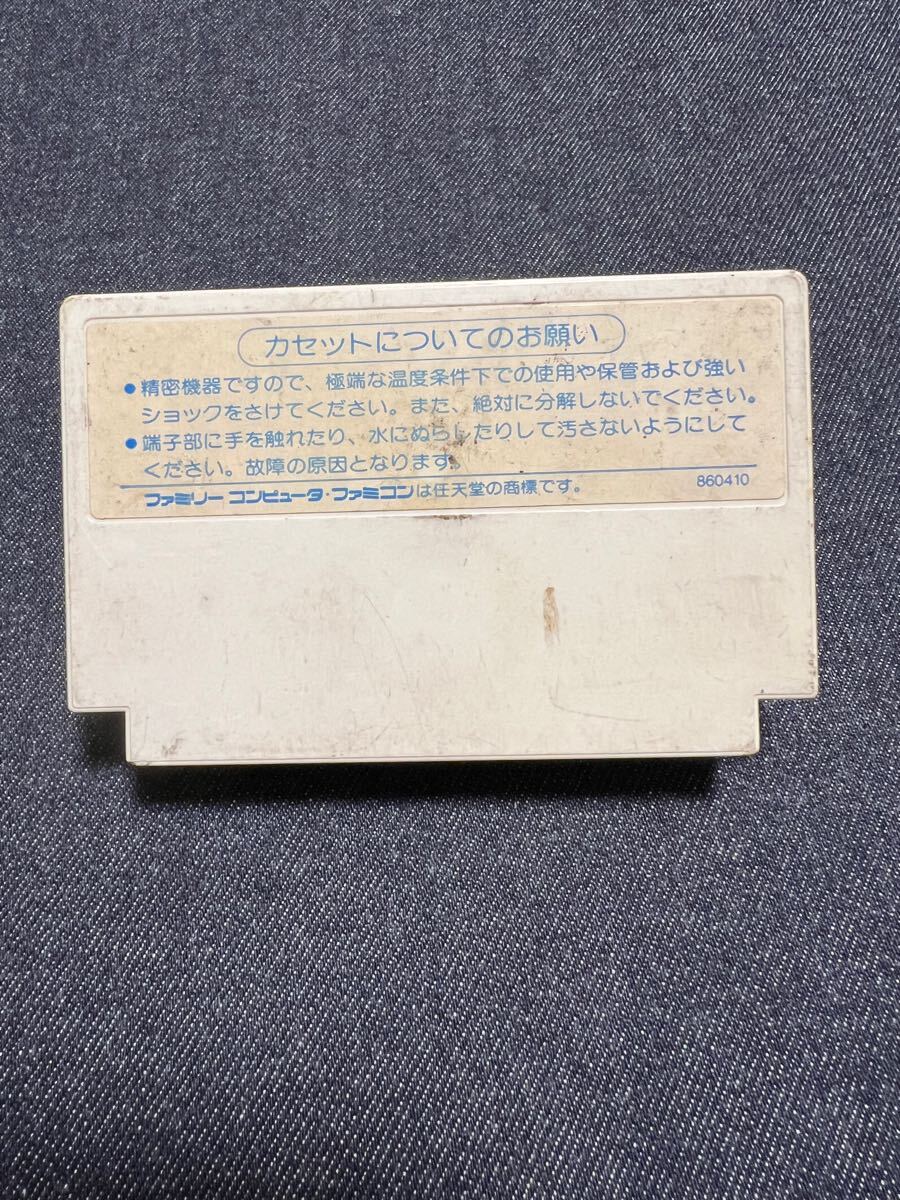 カセットについてのお願い
●精密機器ですので、極端な温度条件下での使用や保管および強い
ショックをさけてください。また、絶対に分解しないでください。
●端子部に手を触れたり、水にぬらしたりして汚さないようにして
ください。故障の原因となります。
ファミリーコンピュータ・ファミコンは任天堂の商標です。 860410